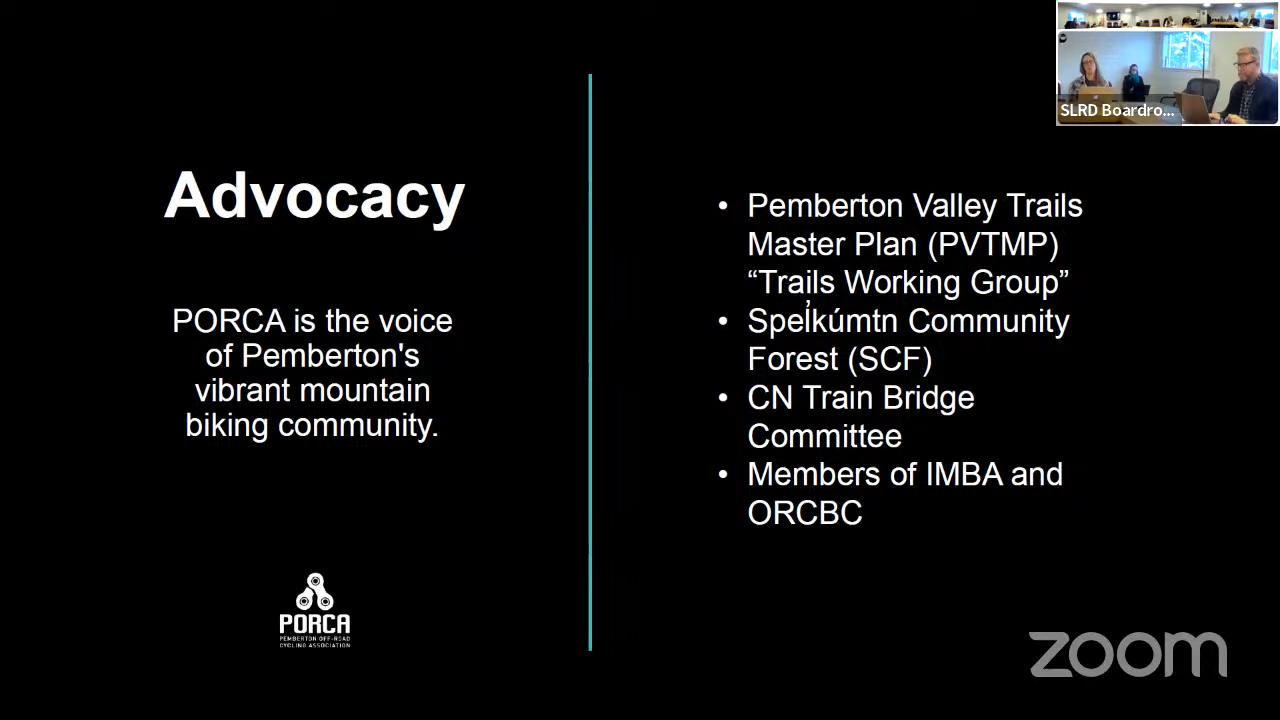 SLRD Boardro...
Advocacy
PORCA is the voice
of Pemberton's
vibrant mountain
biking community.
• Pemberton Valley Trails
Master Plan (PVTMP)
“Trails Working Group”
• Spel̓kúmtn Community
Forest (SCF)
• CN Train Bridge
Committee
• Members of IMBA and
ORCBC
PORCA
PEMBERTON OFF-ROAD
CYCLING ASSOCIATION
zoom